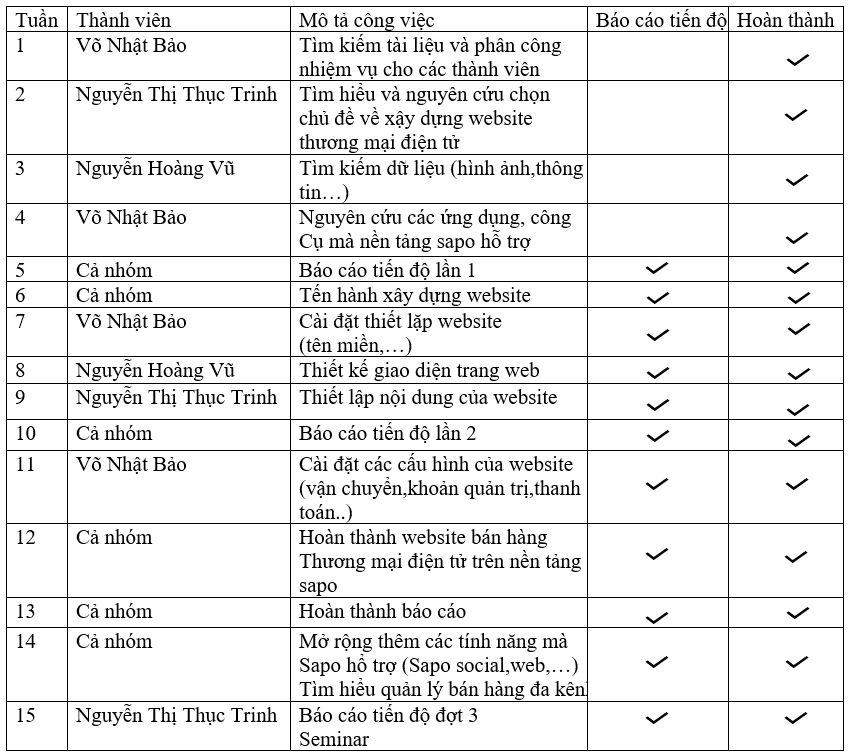 Tuần Thành viên Mô tả công việc Báo cáo tiến độ Hoàn thành
1 Võ Nhật Bảo Tìm kiếm tài liệu và phân công
nhiệm vụ cho các thành viên
2 Nguyễn Thị Thục Trinh Tìm hiểu và nguyên cứu chọn
chủ đề về xậy dựng website
thương mại điện tử
3 Nguyễn Hoàng Vũ Tìm kiếm dữ liệu (hình ảnh,thông
tin…)
4 Võ Nhật Bảo Nguyên cứu các ứng dụng, công
Cụ mà nền tảng sapo hỗ trợ
5 Cả nhóm Báo cáo tiến độ lần 1
6 Cả nhóm Tến hành xây dựng website
7 Võ Nhật Bảo Cài đặt thiết lặp website
(tên miền,…)
8 Nguyễn Hoàng Vũ Thiết kế giao diện trang web
9 Nguyễn Thị Thục Trinh Thiết lập nội dung của website
10 Cả nhóm Báo cáo tiến độ lần 2
11 Võ Nhật Bảo Cài đặt các cấu hình của website
(vận chuyển,khoản quản trị,thanh
toán..)
12 Cả nhóm Hoàn thành website bán hàng
Thương mại điện tử trên nền tảng
sapo
13 Cả nhóm Hoàn thành báo cáo
14 Cả nhóm Mở rộng thêm các tính năng mà
Sapo hổ trợ (Sapo social,web,…)
Tìm hiểu quản lý bán hàng đa kênh
15 Nguyễn Thị Thục Trinh Báo cáo tiến độ đợt 3
Seminar